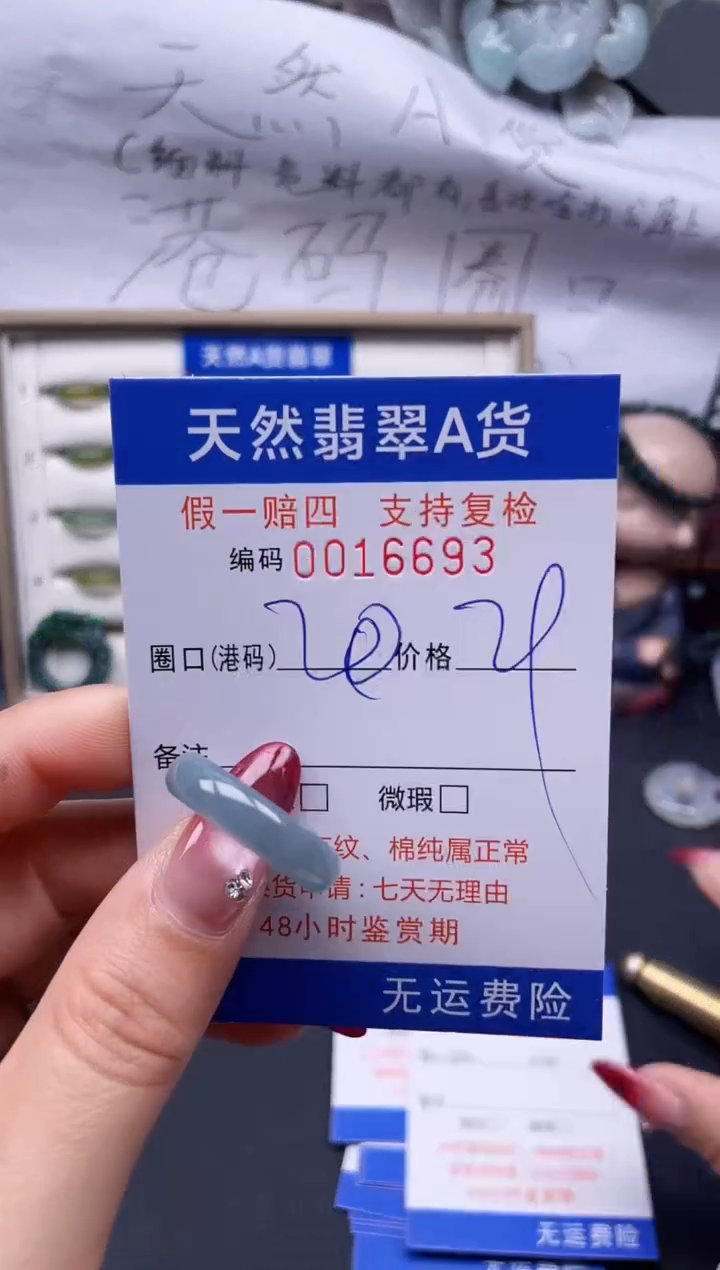 天然A货
港码圈口
天然A货翡翠
天然翡翠A货
假一赔四 支持复检
编码 0016693
圈口(港码) 20 价格 29
备注
微瑕
纹、棉纯属正常
货申请:七天无理由
48小时鉴赏期
无运费险
无运费险